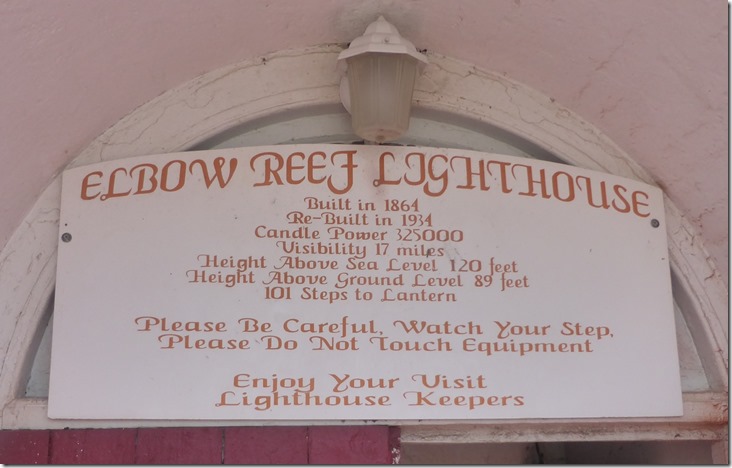 ELBOW REEF LIGHTHOUSE
Built in 1864
Re-Built in 1934
Candle Power 325000
Visibility 17 miles
Height Above Sea Level 120 feet
Height Above Ground Level 89 feet
101 Steps to Lantern
Please Be Careful, Watch Your Step,
Please Do Not Touch Equipment
Enjoy Your Visit
Lighthouse Keepers